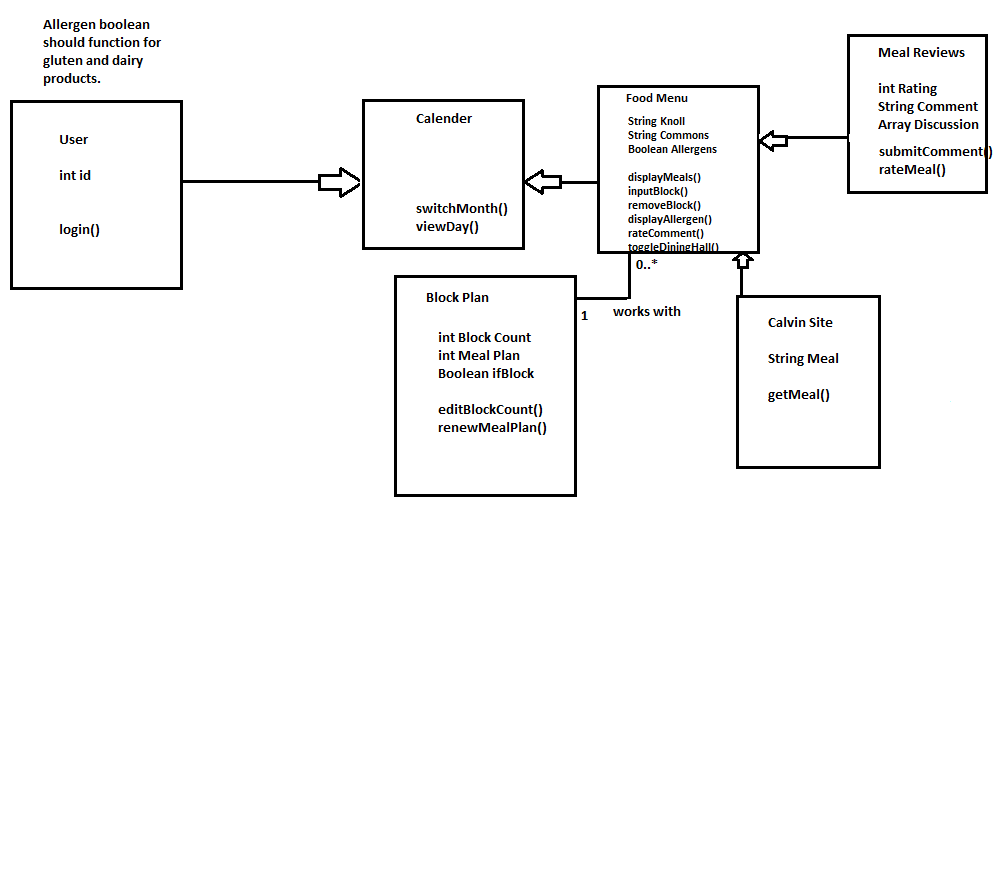 Allergen boolean
should function for
gluten and dairy
products.
User
int id
login()
Calender
switchMonth()
viewDay()
Food Menu
String Knoll
String Commons
Boolean Allergens
displayMeals()
inputBlock()
removeBlock()
displayAllergen()
rateComment()
toggleDiningHall()
Meal Reviews
int Rating
String Comment
Array Discussion
submitComment()
rateMeal()
0..*
1
works with
Block Plan
int Block Count
int Meal Plan
Boolean ifBlock
editBlockCount()
renewMealPlan()
Calvin Site
String Meal
getMeal()